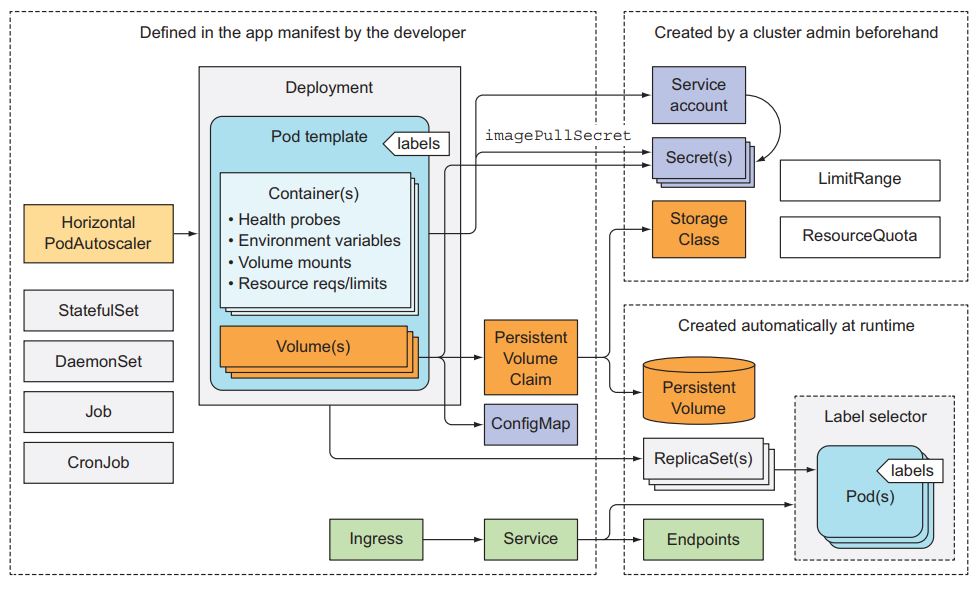 Defined in the app manifest by the developer
Deployment
Pod template
labels
Container(s)
• Health probes
• Environment variables
• Volume mounts
• Resource reqs/limits
Volume(s)
Horizontal
PodAutoscaler
StatefulSet
DaemonSet
Job
CronJob
Persistent
Volume
Claim
ConfigMap
Ingress
Service
imagePullSecret
Created by a cluster admin beforehand
Service
account
Secret(s)
Storage
Class
LimitRange
ResourceQuota
Created automatically at runtime
Persistent
Volume
ReplicaSet(s)
Label selector
labels
Pod(s)
Endpoints